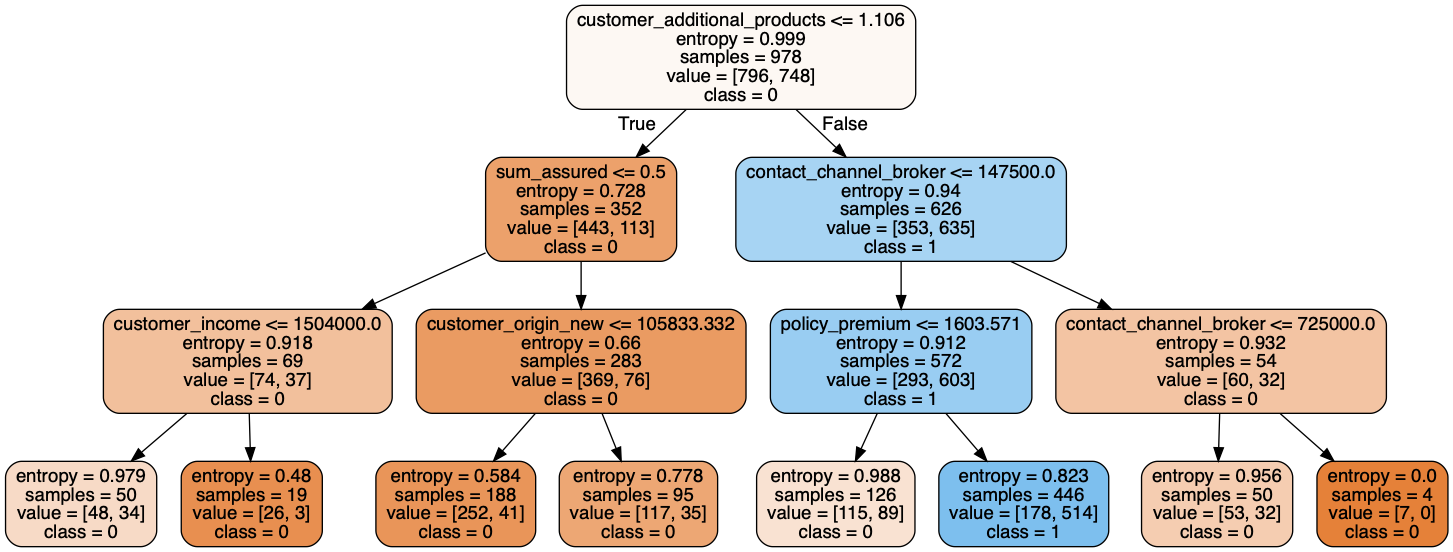 customer_additional_products <= 1.106
entropy = 0.999
samples = 978
value = [796, 748]
class = 0
True
False
sum_assured <= 0.5
entropy = 0.728
samples = 352
value = [443, 113]
class = 0
contact_channel_broker <= 147500.0
entropy = 0.94
samples = 626
value = [353, 635]
class = 1
customer_income <= 1504000.0
entropy = 0.918
samples = 69
value = [74, 37]
class = 0
customer_origin_new <= 105833.332
entropy = 0.66
samples = 283
value = [369, 76]
class = 0
policy_premium <= 1603.571
entropy = 0.912
samples = 572
value = [293, 603]
class = 1
contact_channel_broker <= 725000.0
entropy = 0.932
samples = 54
value = [60, 32]
class = 0
entropy = 0.979
samples = 50
value = [48, 34]
class = 0
entropy = 0.48
samples = 19
value = [26, 3]
class = 0
entropy = 0.584
samples = 188
value = [252, 41]
class = 0
entropy = 0.778
samples = 95
value = [117, 35]
class = 0
entropy = 0.988
samples = 126
value = [115, 89]
class = 0
entropy = 0.823
samples = 446
value = [178, 514]
class = 1
entropy = 0.956
samples = 50
value = [53, 32]
class = 0
entropy = 0.0
samples = 4
value = [7, 0]
class = 0